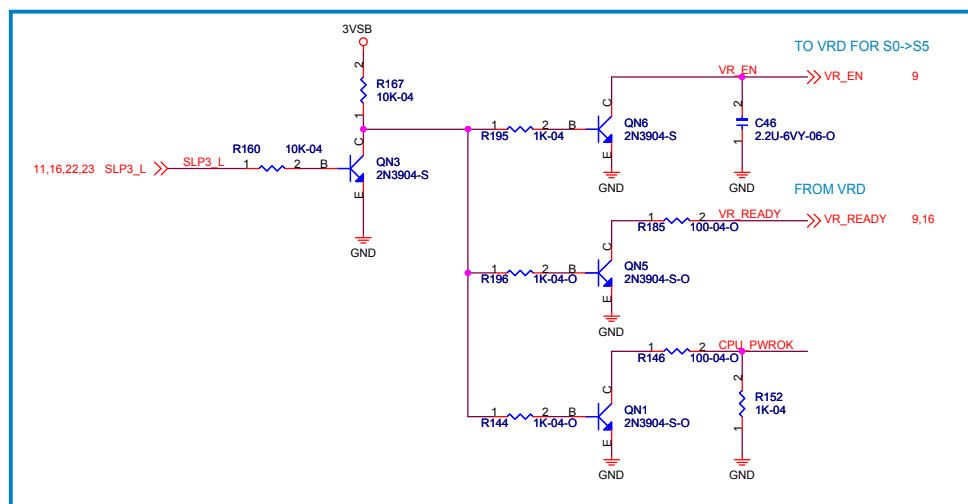 3VSB
TO VRD FOR S0->S5
2
R167
10K-04
1
VR_EN
VR_EN 9
C
QN6
2N3904-S
R195
1
2
1K-04
B
E
GND
2
C46
2.2U-6VY-06-O
1
GND
R160 10K-04
11,16,22,23 SLP3_L
SLP3_L
1
2
B
C
QN3
2N3904-S
E
GND
FROM VRD
1
R185
2
100-04-O
VR_READY
VR_READY 9,16
C
QN5
2N3904-S-O
R196
1
2
1K-04-O
B
E
GND
1
R146
2
100-04-O
CPU_PWROK
C
QN1
2N3904-S-O
R144
1
2
1K-04-O
B
E
GND
2
R152
1K-04
1
GND